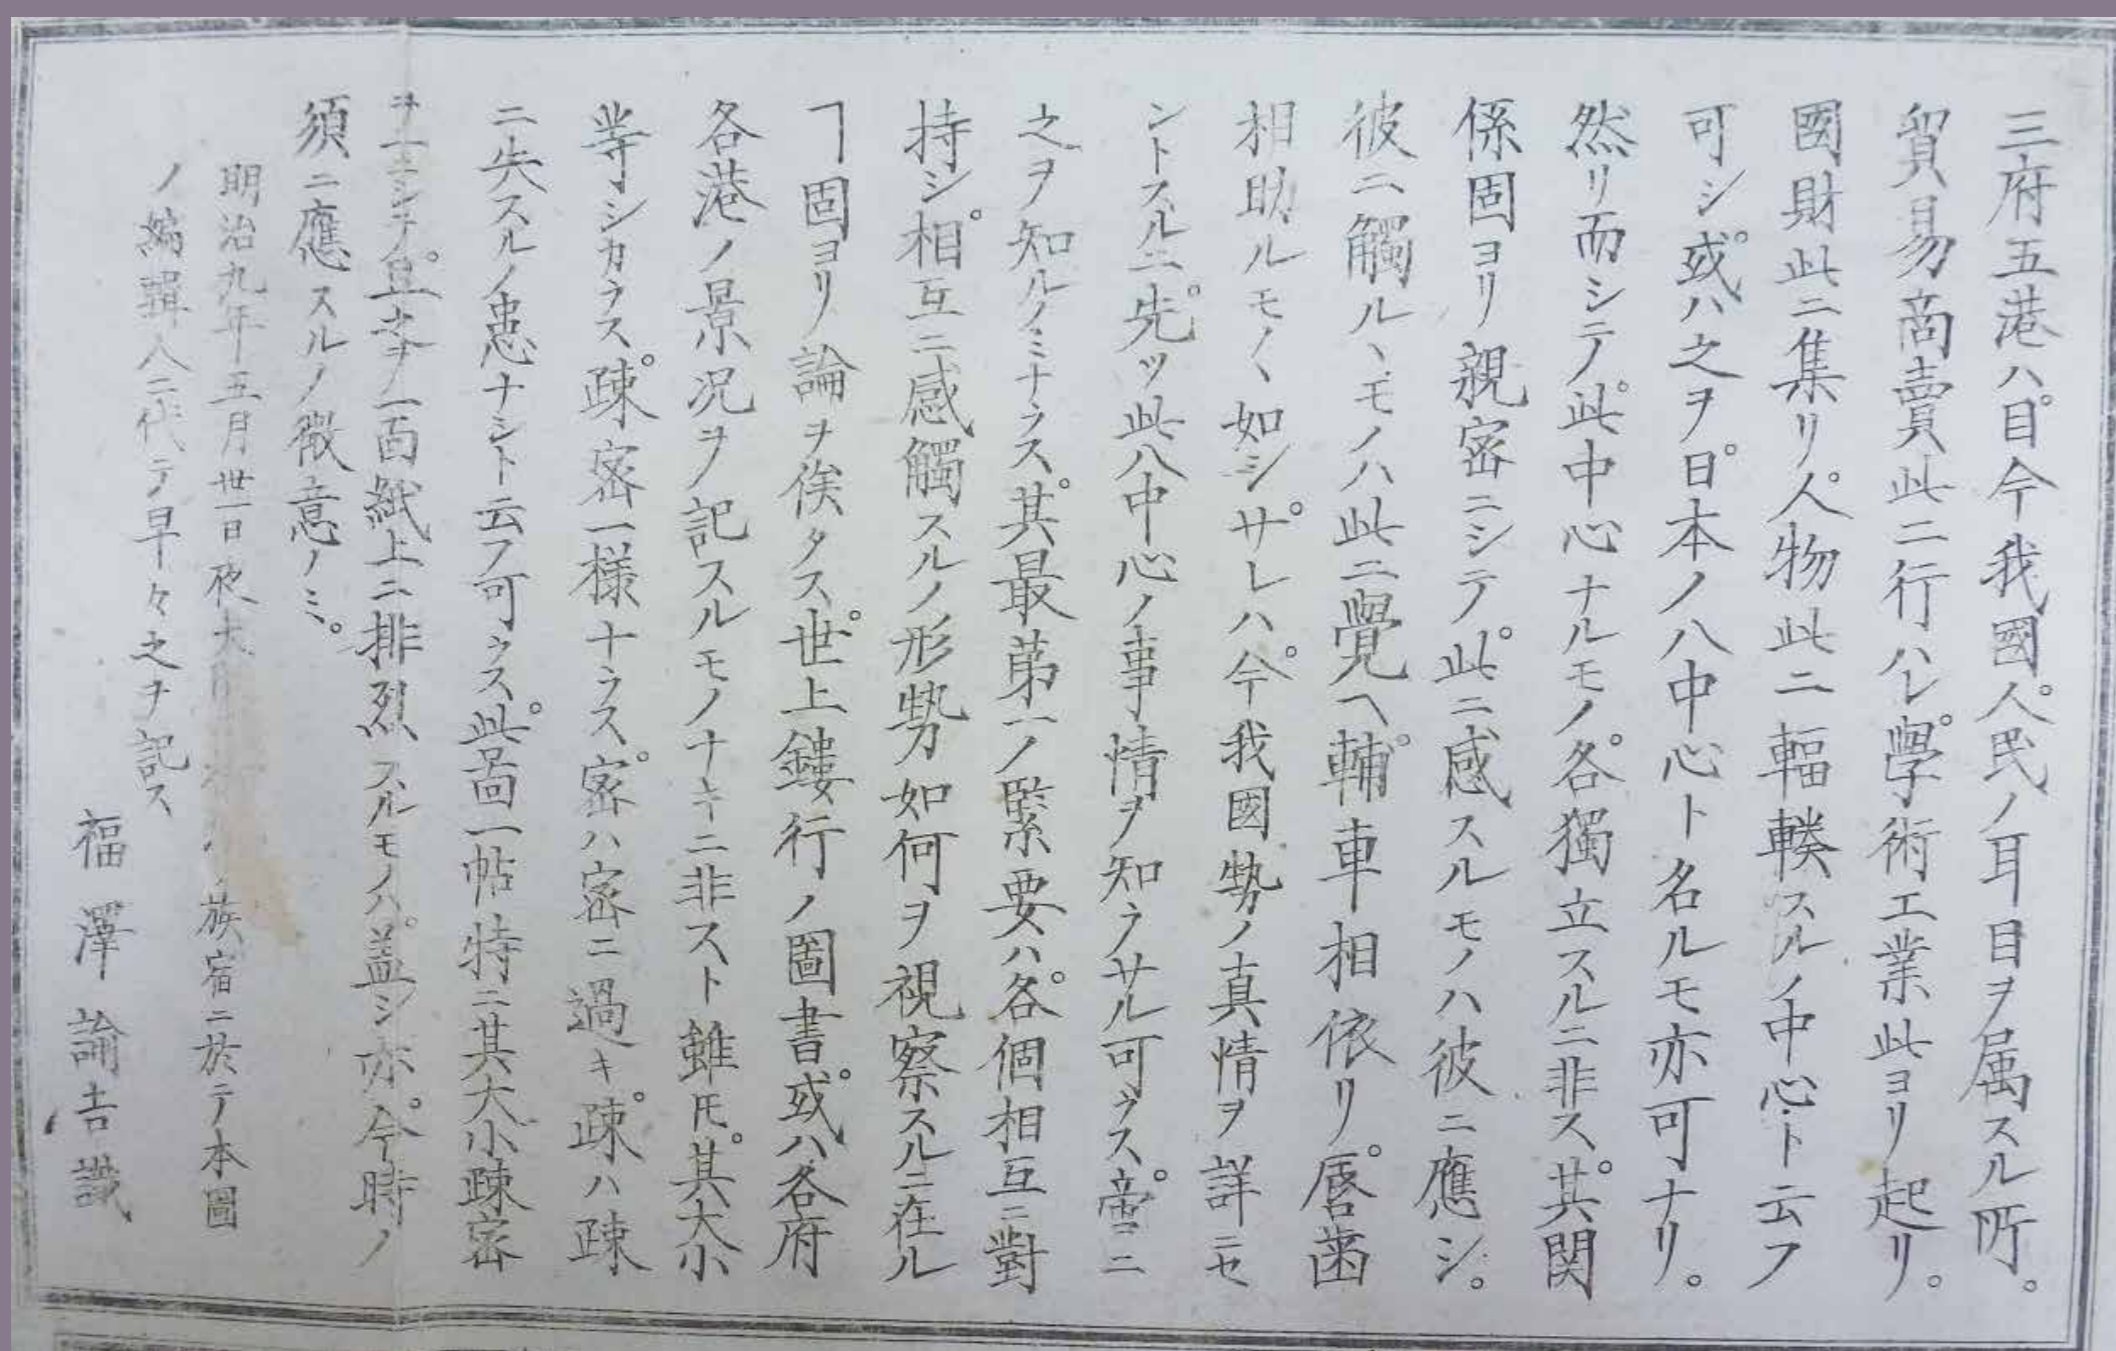 三府五港ハ。目今我國人民ノ耳目ヲ属スル所。
貿易商賣此ニ行ハレ。學術工業此ヨリ起リ。
國財此ニ集リ。人物此ニ輻輳スルノ中心ト云フ
可シ。或ハ之ヲ。日本ノ八中心ト名ルモ亦可ナリ。
然リ而シテ。此中心ナルモノ。各獨立スルニ非ス。其関
係固ヨリ親密ニシテ。此ニ感スルモノハ彼ニ應シ。
彼ニ觸ルヽモノハ此ニ覺ヘ。輔車相依リ。唇歯
相助ルモノヽ如シ。サレハ。今我國勢ノ真情ヲ詳ニセ
ントスルニ。先ツ此八中心ノ事情ヲ知ラサル可ラス。啻ニ
之ヲ知ルノミナラス。其最第一ノ緊要ハ。各個相互ニ對
持シ。相互ニ感觸スルノ形勢如何ヲ視察スルニ在ル
ヿ固ヨリ論ヲ俟タス。世上鏤行ノ圖書。或ハ各府
各港ノ景況ヲ記スルモノナキニ非スト雖𪜈。其大小
等シカラス。疎密一様ナラス。密ハ密ニ過キ。疎ハ疎
ニ失スルノ患ナシト云フ可ラス。此啚一帖特ニ其大小疎密
ヲ一ニシテ。且之ヲ一面紙上ニ排烈スルモノハ。蓋シ亦。今時ノ
須ニ應スルノ微意ノミ。
明治九年五月卅一日夜大 族宿ニ於テ本圖
ノ編輯人ニ代テ早々之ヲ記ス
福澤諭吉識